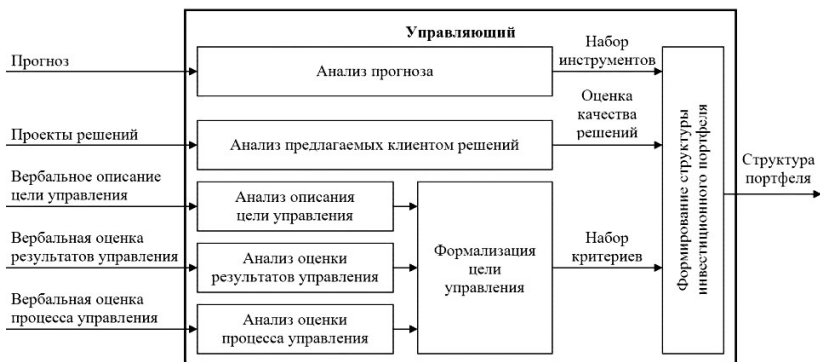 Управляющий
Прогноз
Анализ прогноза
Набор
инструментов
Проекты решений
Анализ предлагаемых клиентом решений
Оценка
качества
решений
Вербальное описание
цели управления
Анализ описания
цели управления
Вербальная оценка
результатов управления
Анализ оценки
результатов управления
Вербальная оценка
процесса управления
Анализ оценки
процесса управления
Формализация
цели
управления
Набор
критериев
Формирование структуры
инвестиционного портфеля
Структура
портфеля